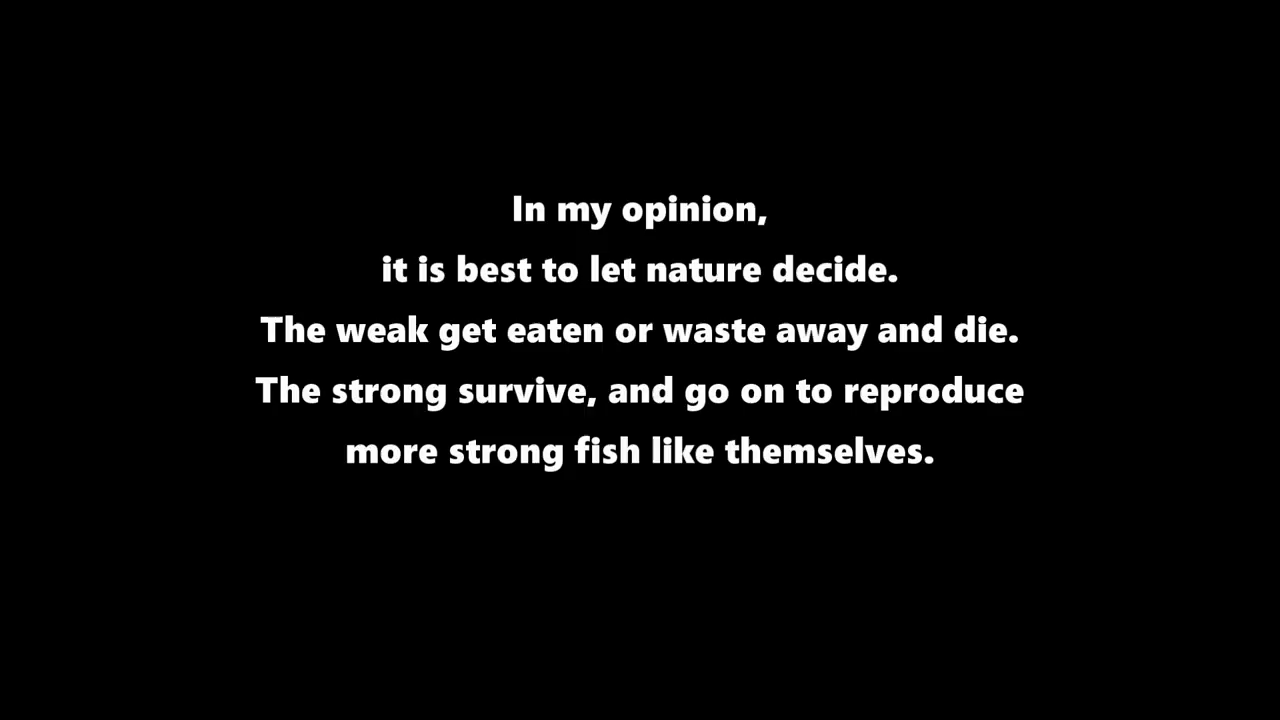 In my opinion,
it is best to let nature decide.
The weak get eaten or waste away and die.
The strong survive, and go on to reproduce
more strong fish like themselves.